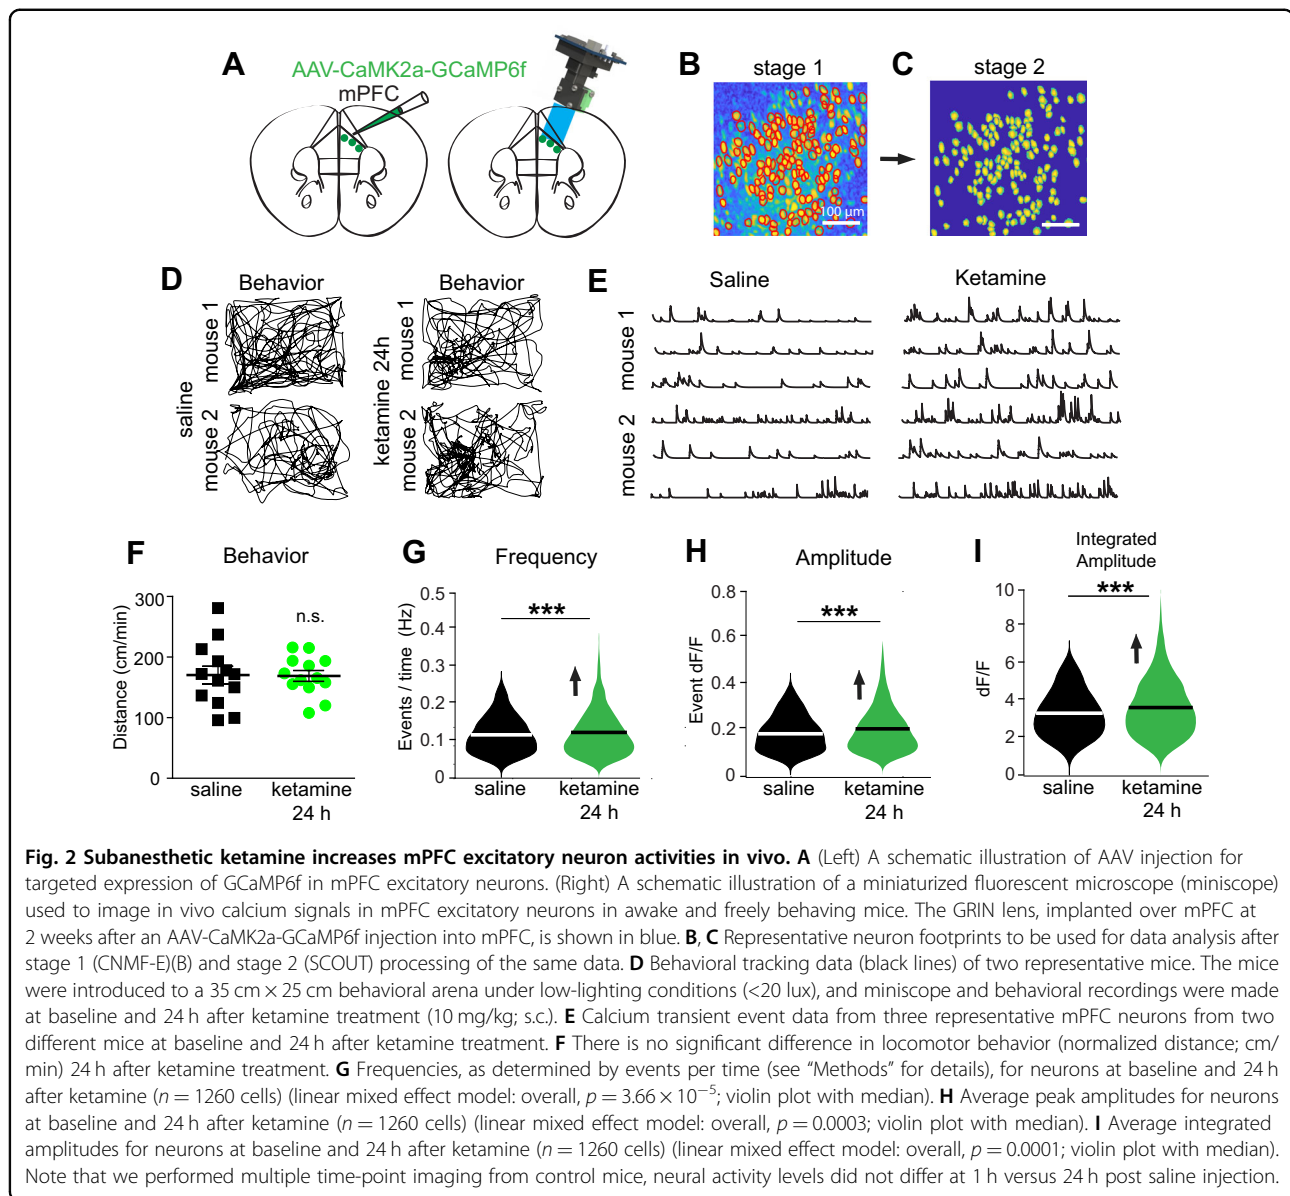 A
AAV-CaMK2a-GCaMP6f
mPFC
B
stage 1
100 µm
C
stage 2
D
Behavior
Behavior
saline
mouse 1
mouse 2
ketamine 24h
mouse 1
mouse 2
E
Saline
Ketamine
mouse 1
mouse 2
F
Behavior
Distance (cm/min)
300
200
100
0
n.s.
saline
ketamine
24 h
G
Frequency
Events / time (Hz)
0.5
0.4
0.3
0.2
0.1
0
***
saline
ketamine
24 h
H
Amplitude
Event dF/F
0.8
0.6
0.4
0.2
0
***
saline
ketamine
24 h
I
Integrated
Amplitude
dF/F
10
8
6
4
2
0
***
saline
ketamine
24 h
Fig. 2 Subanesthetic ketamine increases mPFC excitatory neuron activities in vivo. A (Left) A schematic illustration of AAV injection for
targeted expression of GCaMP6f in mPFC excitatory neurons. (Right) A schematic illustration of a miniaturized fluorescent microscope (miniscope)
used to image in vivo calcium signals in mPFC excitatory neurons in awake and freely behaving mice. The GRIN lens, implanted over mPFC at
2 weeks after an AAV-CaMK2a-GCaMP6f injection into mPFC, is shown in blue. B, C Representative neuron footprints to be used for data analysis after
stage 1 (CNMF-E)(B) and stage 2 (SCOUT) processing of the same data. D Behavioral tracking data (black lines) of two representative mice. The mice
were introduced to a 35 cm × 25 cm behavioral arena under low-lighting conditions (<20 lux), and miniscope and behavioral recordings were made
at baseline and 24 h after ketamine treatment (10 mg/kg; s.c.). E Calcium transient event data from three representative mPFC neurons from two
different mice at baseline and 24 h after ketamine treatment. F There is no significant difference in locomotor behavior (normalized distance; cm/
min) 24 h after ketamine treatment. G Frequencies, as determined by events per time (see “Methods” for details), for neurons at baseline and 24 h
after ketamine (n = 1260 cells) (linear mixed effect model: overall, p = 3.66 × 10⁻⁵; violin plot with median). H Average peak amplitudes for neurons
at baseline and 24 h after ketamine (n = 1260 cells) (linear mixed effect model: overall, p = 0.0003; violin plot with median). I Average integrated
amplitudes for neurons at baseline and 24 h after ketamine (n = 1260 cells) (linear mixed effect model: overall, p = 0.0001; violin plot with median).
Note that we performed multiple time-point imaging from control mice, neural activity levels did not differ at 1 h versus 24 h post saline injection.